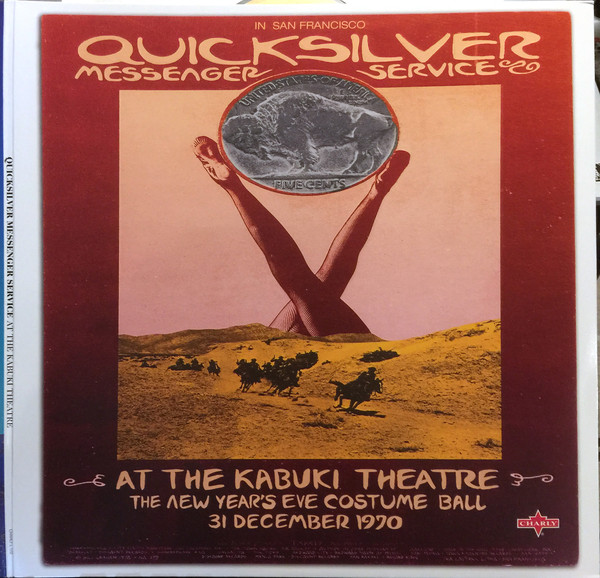 IN SAN FRANCISCO
QUICKSILVER
MESSENGER SERVICE
UNITED STATES OF AMERICA
FIVE CENTS
QUICKSILVER MESSENGER SERVICE AT THE KABUKI THEATRE
AT THE KABUKI THEATRE
THE NEW YEAR'S EVE COSTUME BALL
31 DECEMBER 1970
CHARLY